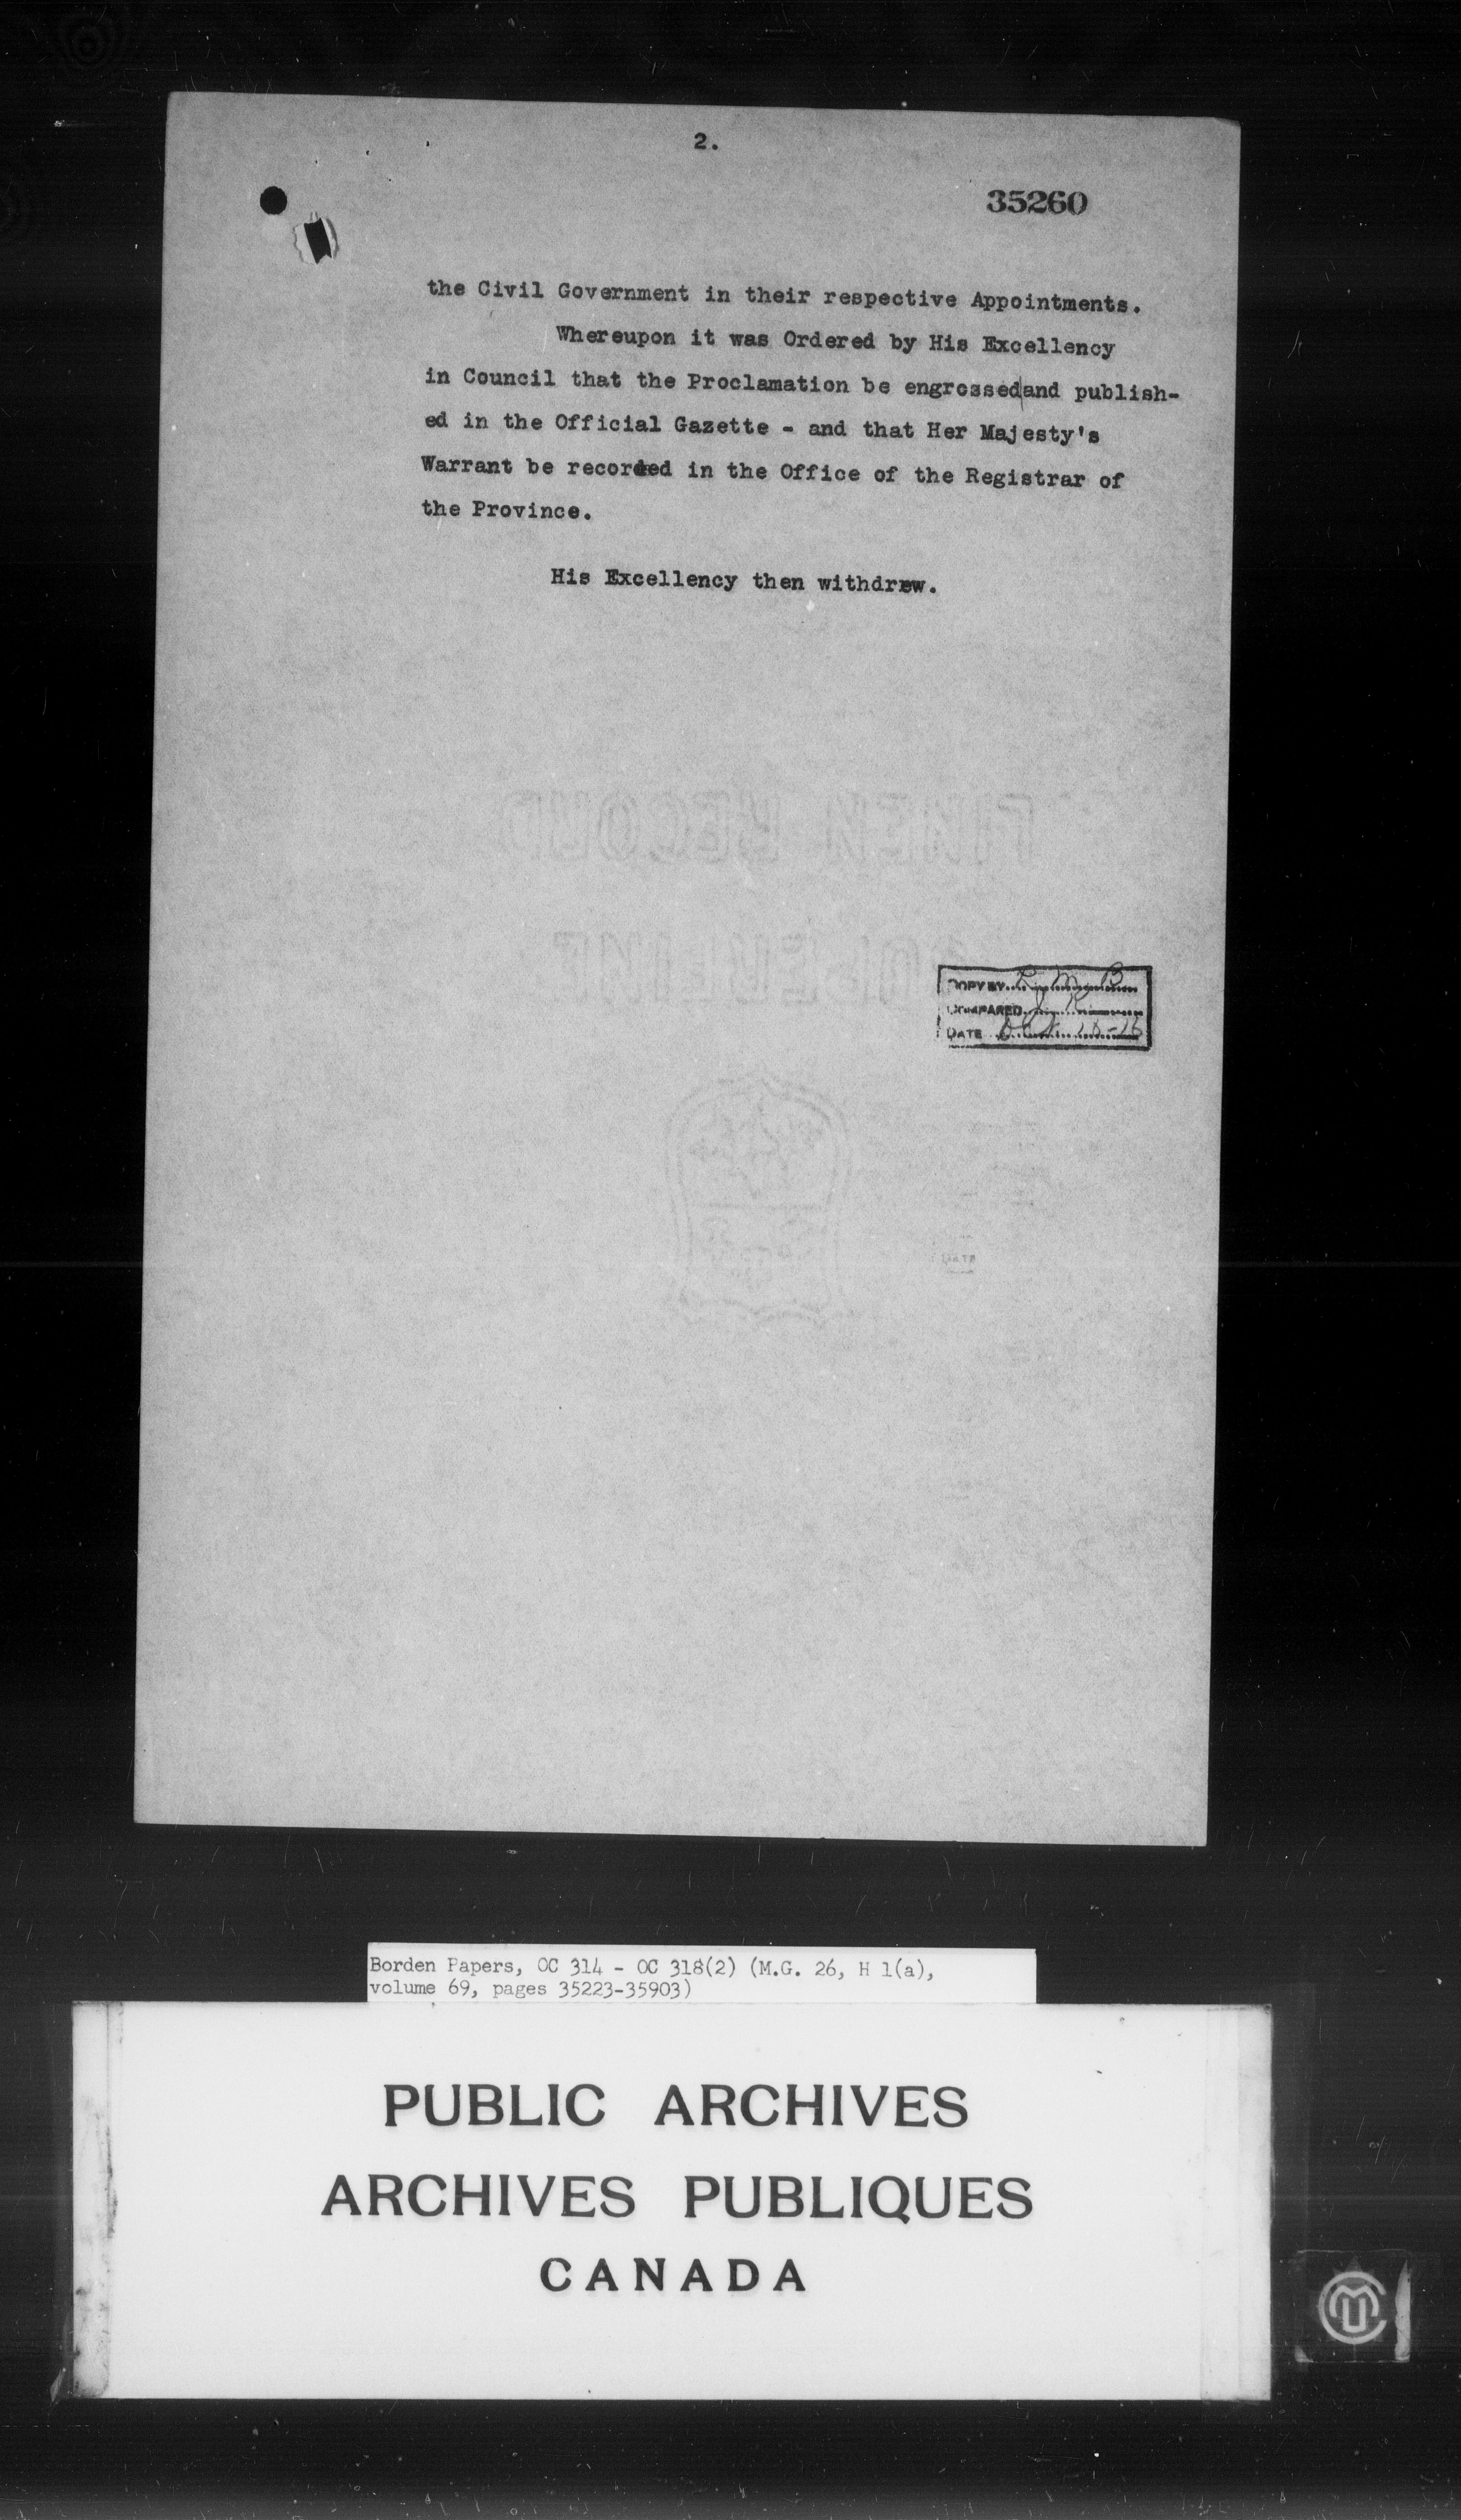 2.
35260
the Civil Government in their respective Appointments.
Whereupon it was Ordered by His Excellency
in Council that the Proclamation be engrossed|and publish-
ed in the Official Gazette - and that Her Majesty's
Warrant be recorded in the Office of the Registrar of
the Province.
His Excellency then withdrew.
LINEN RECORD
COPY BY
COMPARED
DATE
Borden Papers, OC 314 - OC 318(2) (M.G. 26, H 1(a),
volume 69, pages 35223-35903)
PUBLIC ARCHIVES
ARCHIVES PUBLIQUES
CANADA